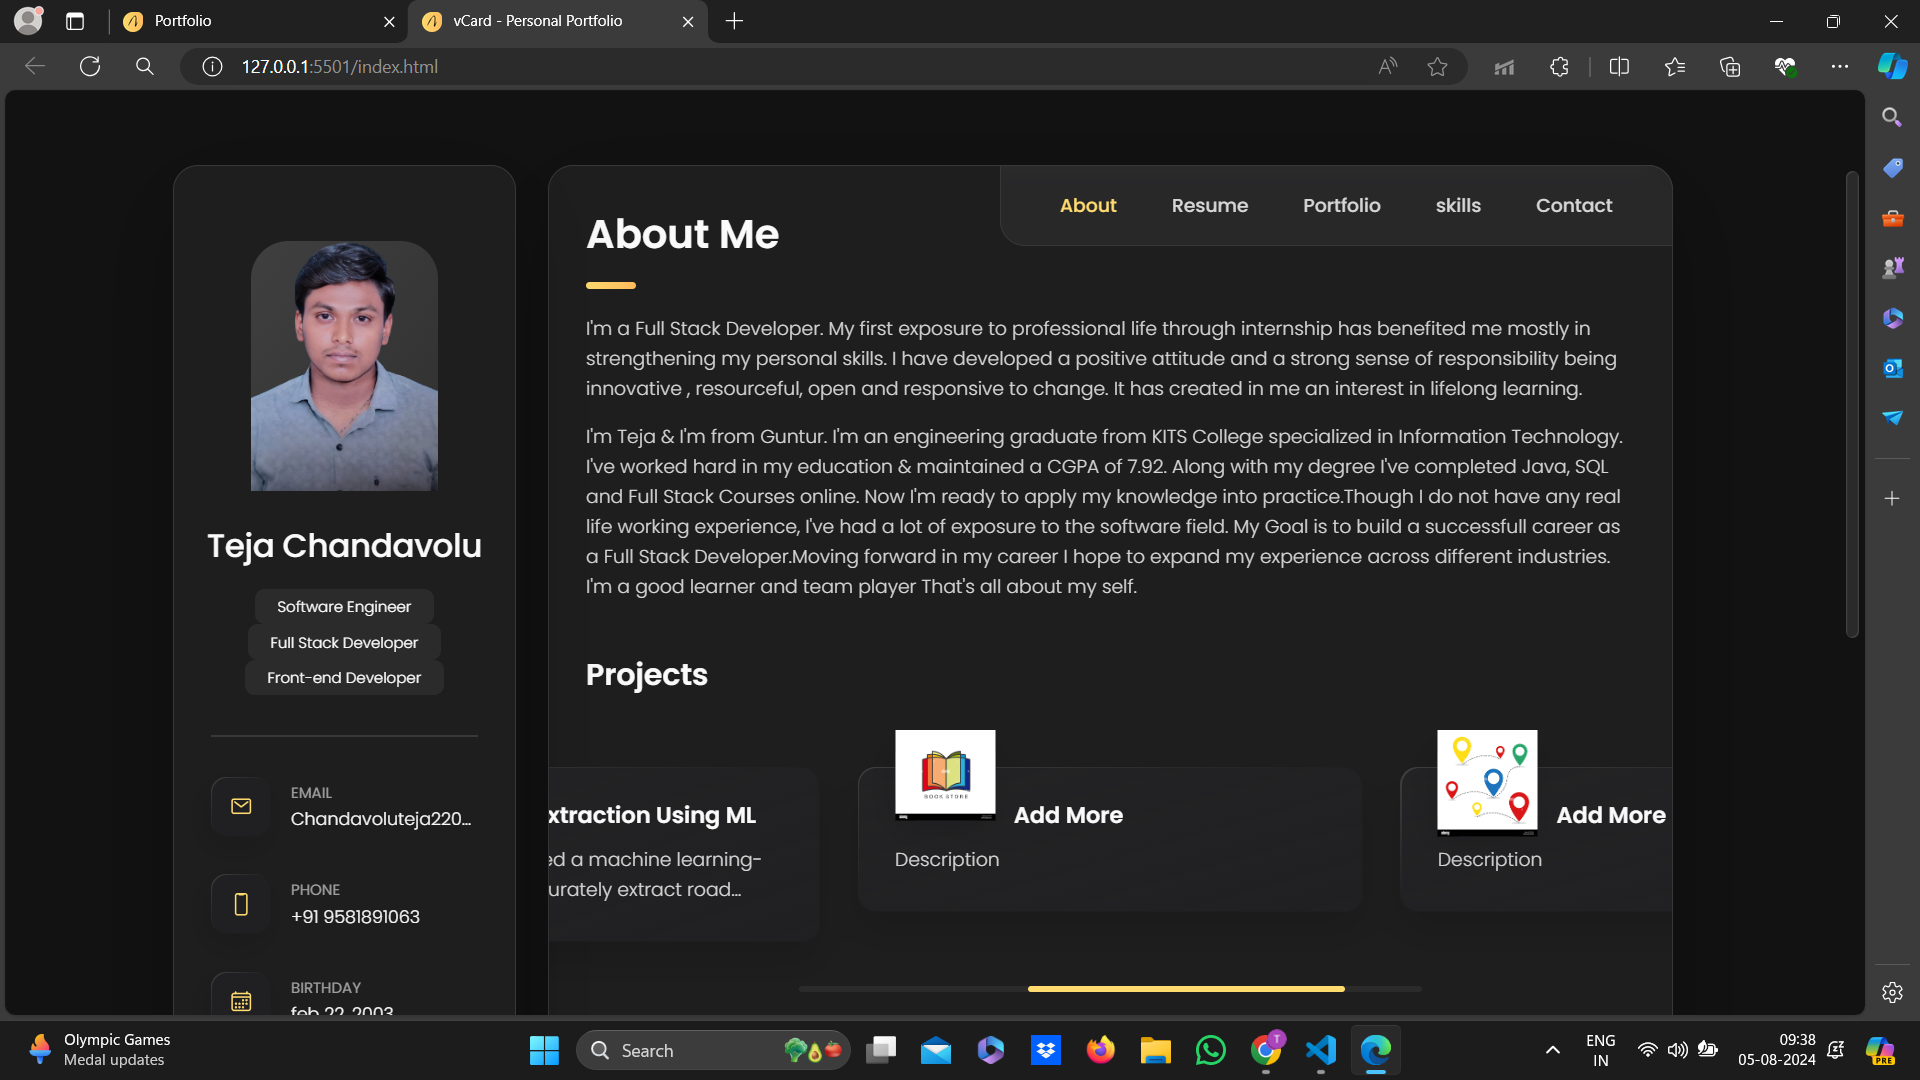 Portfolio
vCard - Personal Portfolio
127.0.0.1:5501/index.html
About
Resume
Portfolio
skills
Contact
About Me
I'm a Full Stack Developer. My first exposure to professional life through internship has benefited me mostly in
strengthening my personal skills. I have developed a positive attitude and a strong sense of responsibility being
innovative , resourceful, open and responsive to change. It has created in me an interest in lifelong learning.
I'm Teja & I'm from Guntur. I'm an engineering graduate from KITS College specialized in Information Technology.
I've worked hard in my education & maintained a CGPA of 7.92. Along with my degree I've completed Java, SQL
and Full Stack Courses online. Now I'm ready to apply my knowledge into practice.Though I do not have any real
life working experience, I've had a lot of exposure to the software field. My Goal is to build a successfull career as
a Full Stack Developer.Moving forward in my career I hope to expand my experience across different industries.
I'm a good learner and team player That's all about my self.
Teja Chandavolu
Software Engineer
Full Stack Developer
Front-end Developer
EMAIL
Chandavoluteja220...
PHONE
+91 9581891063
BIRTHDAY
feb 22, 2003
Projects
xtraction Using ML
ed a machine learning-
urately extract road...
BOOK STORE
Add More
Description
Add More
Description
Olympic Games
Medal updates
Search
T
ENG
IN
09:38
05-08-2024
PRE